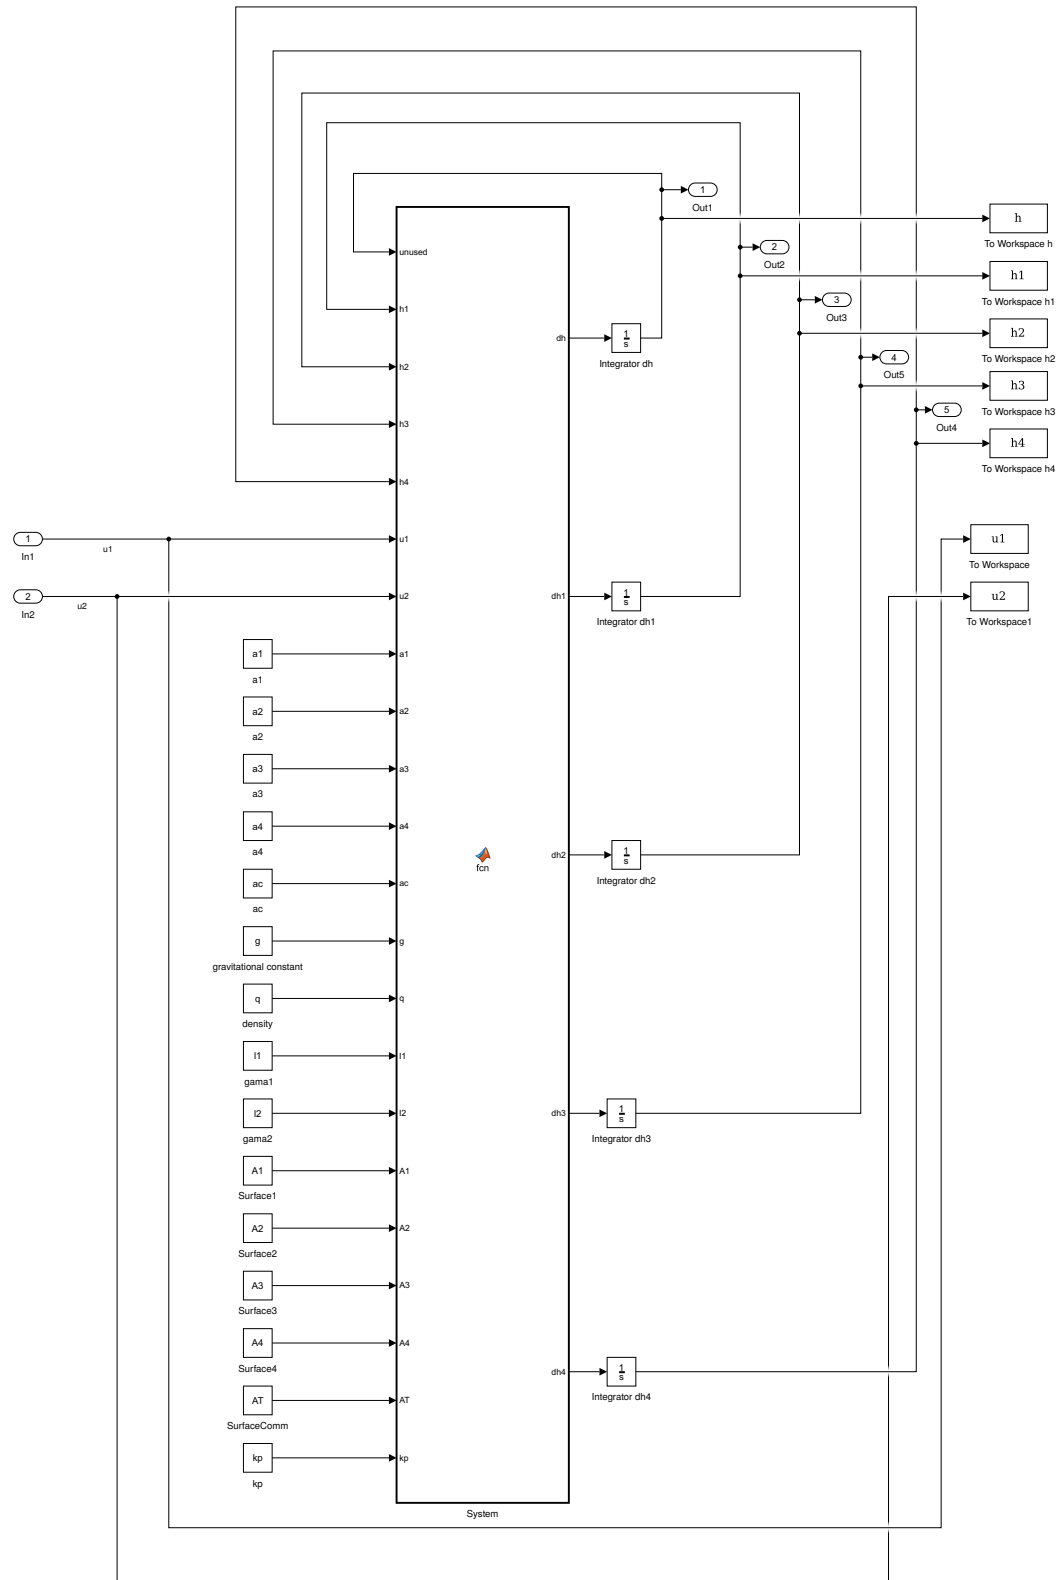 1
Out1
h
To Workspace h
unused
2
Out2
h1
To Workspace h1
h1
3
Out3
dh
1
s
Integrator dh
h2
To Workspace h2
h2
4
Out5
h3
To Workspace h3
h3
5
Out4
h4
To Workspace h4
h4
1
In1
u1
u1
u1
To Workspace
2
In2
u2
u2
dh1
1
s
Integrator dh1
u2
To Workspace1
a1
a1
a1
a2
a2
a2
a3
a3
a3
a4
a4
a4
fcn
dh2
1
s
Integrator dh2
ac
ac
ac
g
gravitational constant
g
q
density
q
l1
gama1
l1
l2
gama2
l2
dh3
1
s
Integrator dh3
A1
Surface1
A1
A2
Surface2
A2
A3
Surface3
A3
A4
Surface4
A4
dh4
1
s
Integrator dh4
AT
SurfaceComm
AT
kp
kp
kp
System